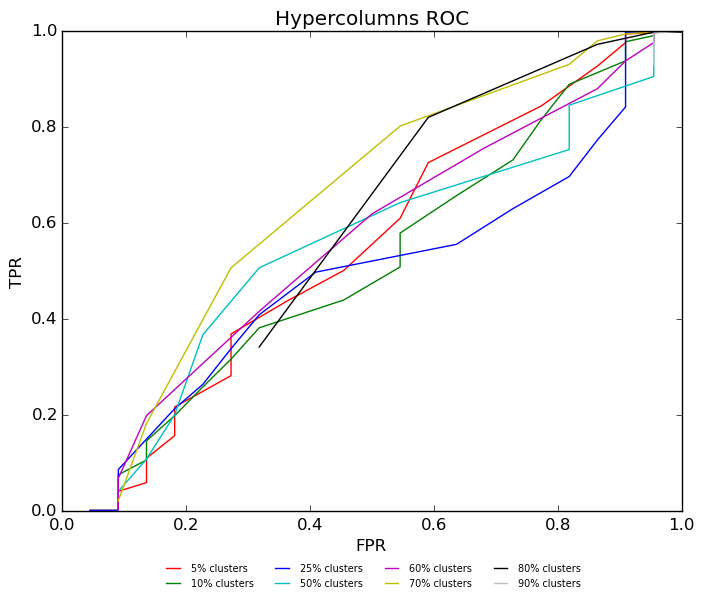 Hypercolumns ROC
1.0
0.8
0.6
0.4
0.2
0.0
TPR
0.0 0.2 0.4 0.6 0.8 1.0
FPR
5% clusters 25% clusters 60% clusters 80% clusters
10% clusters 50% clusters 70% clusters 90% clusters